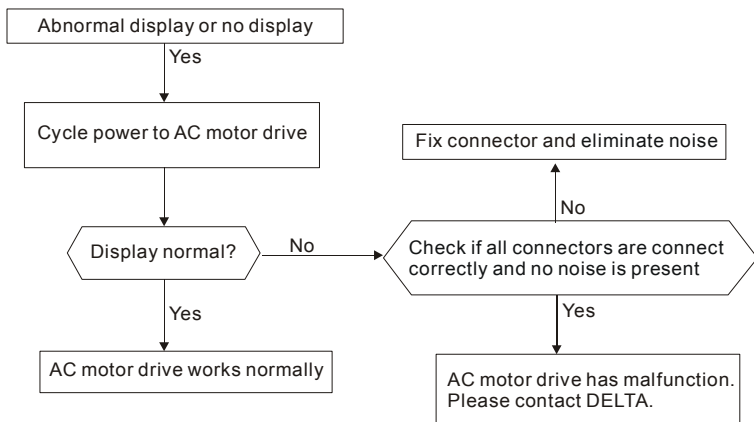 Abnormal display or no display
Yes
Cycle power to AC motor drive
Fix connector and eliminate noise
No
Display normal?
No
Check if all connectors are connect
correctly and no noise is present
Yes
Yes
AC motor drive works normally
AC motor drive has malfunction.
Please contact DELTA.